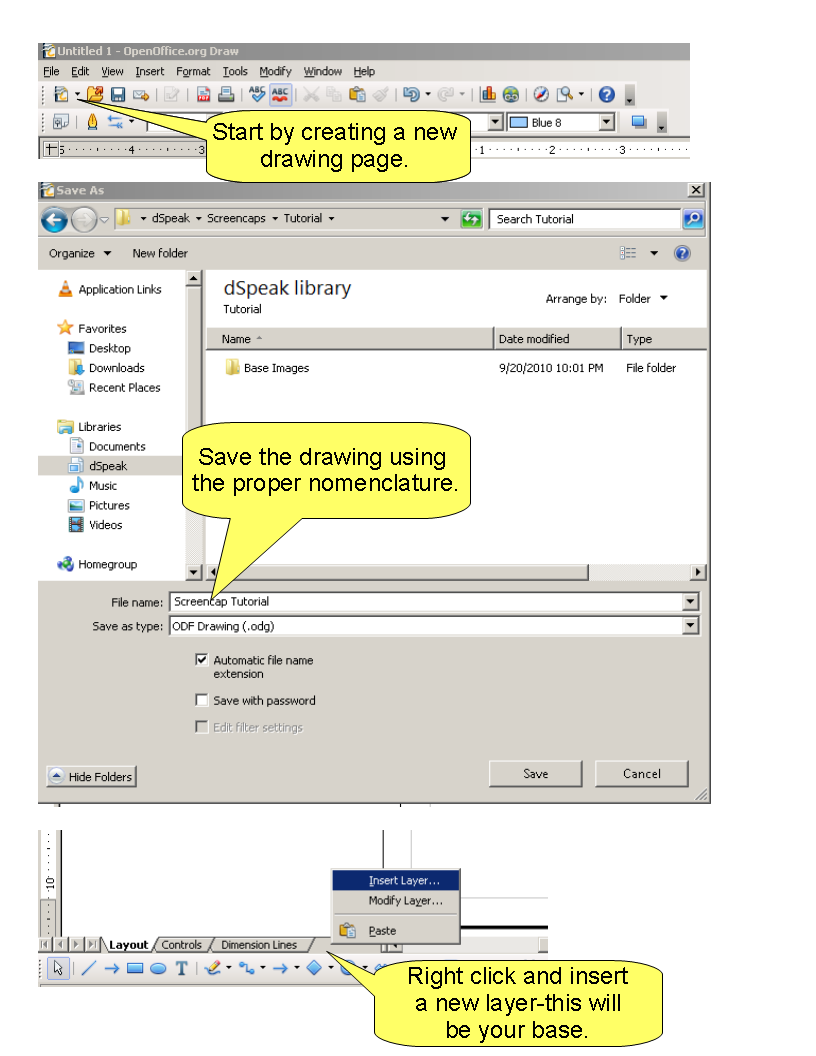 Untitled 1 - OpenOffice.org Draw
File Edit View Insert Format Tools Modify Window Help
ABC ABC
Blue 8
Start by creating a new
drawing page.
5 4 3 1 2 3
Save As
dSpeak Screencaps Tutorial Search Tutorial
Organize New folder
Application Links
Favorites
Desktop
Downloads
Recent Places
Libraries
Documents
dSpeak
Music
Pictures
Videos
Homegroup
dSpeak library
Tutorial
Arrange by: Folder
Name Date modified Type
Base Images 9/20/2010 10:01 PM File folder
Save the drawing using
the proper nomenclature.
File name: Screencap Tutorial
Save as type: ODF Drawing (.odg)
Automatic file name
extension
Save with password
Edit filter settings
Hide Folders Save Cancel
10
Insert Layer...
Modify Layer...
Paste
Layout Controls Dimension Lines
T
Right click and insert
a new layer-this will
be your base.